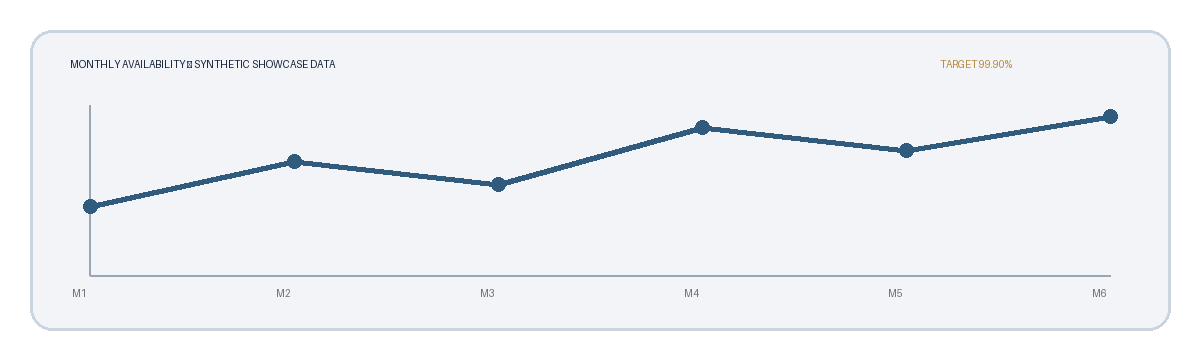 MONTHLY AVAILABILITY▯SYNTHETIC SHOWCASE DATA
TARGET 99.90%
M1 M2 M3 M4 M5 M6